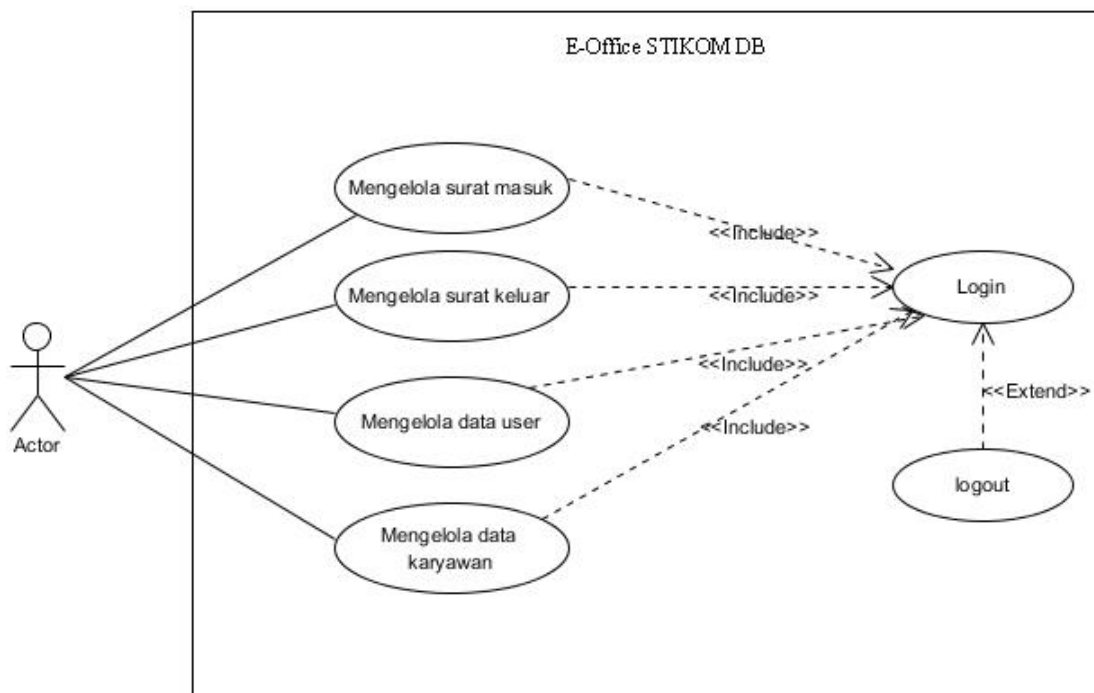 E-Office STIKOM DB
Mengelola surat masuk
<<Include>>
Mengelola surat keluar
<<Include>>
Login
<<Include>>
<<Extend>>
Mengelola data user
<<Include>>
Actor
logout
Mengelola data
karyawan